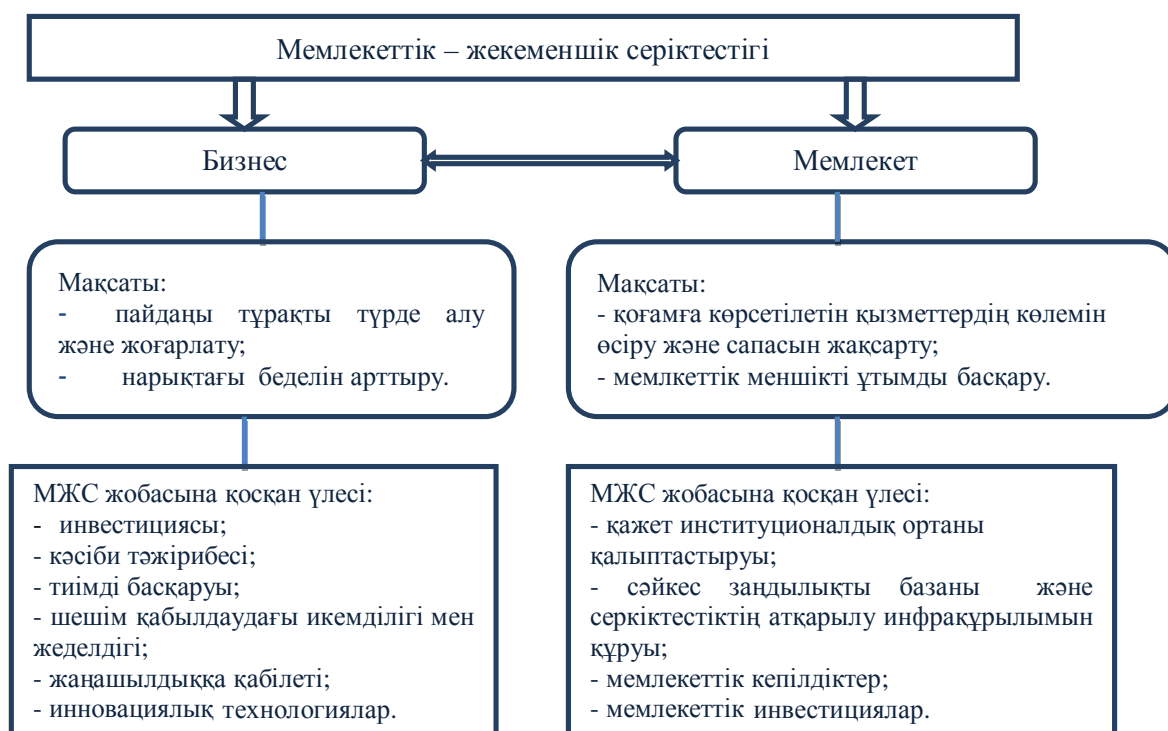 Мемлекеттік – жекеменшік серіктестігі
Бизнес
Мемлекет
Мақсаты:
- пайдаңы тұрақты түрде алу
және жоғарлату;
- нарықтағы беделін арттыру.
Мақсаты:
- қоғамға көрсетілетін қызметтердің көлемін
өсіру және сапасын жақсарту;
- мемлкеттік меншікті ұтымды басқару.
МЖС жобасына қосқан үлесі:
- инвестициясы;
- кәсіби тәжірибесі;
- тиімді басқаруы;
- шешім қабылдаудағы икемділігі мен
жеделдігі;
- жаңашылдыққа қабілеті;
- инновациялық технологиялар.
МЖС жобасына қосқан үлесі:
- қажет институционалдық ортаны
қалыптастыруы;
- сәйкес заңдылықты базаны және
серкіктестіктің атқарылу инфрақұрылымын
құруы;
- мемлекеттік кепілдіктер;
- мемлекеттік инвестициялар.